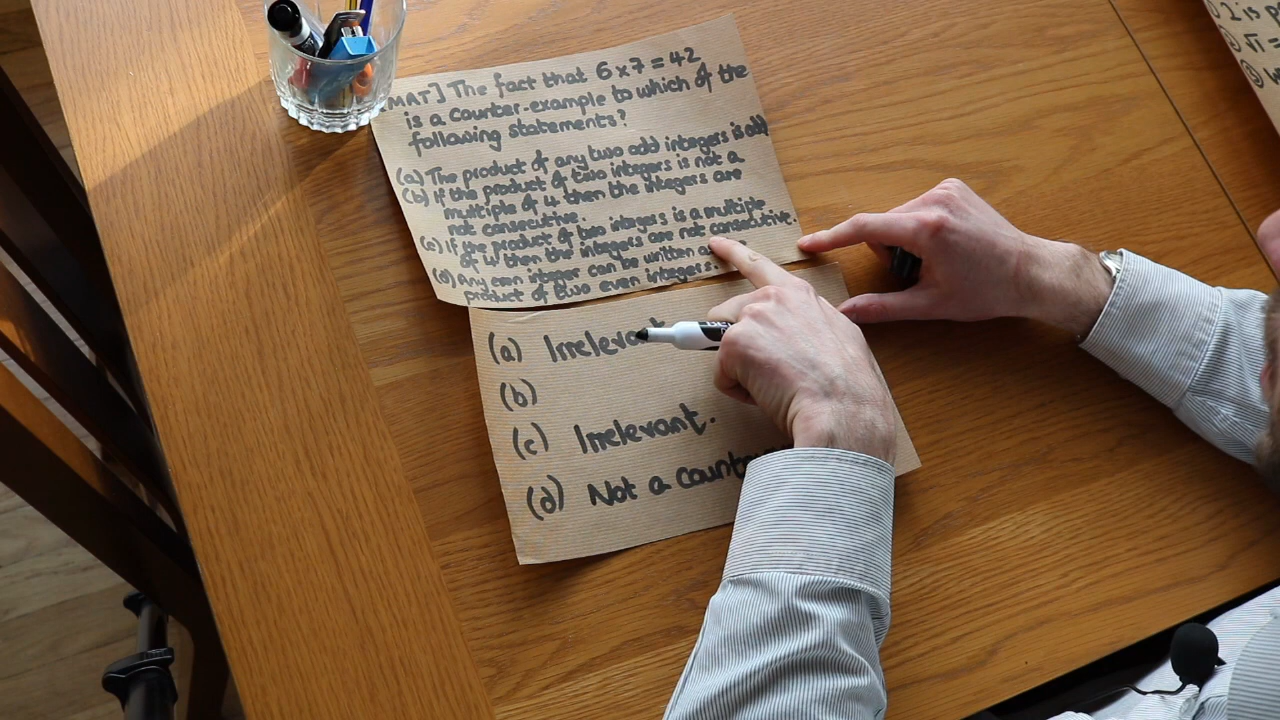 MAT] The fact that 6 x 7 = 42
is a counter-example to which of the
following statements?
(a) The product of any two odd integers is odd
(b) If the product of two integers is not a
multiple of 4 then the integers are
not consecutive.
(c) If the product of two integers is a multiple
of 4 then the integers are not consecutive.
(d) Any even integer can be written as
product of two even integers.
(a) Irrelevant
(b)
(c) Irrelevant.
(d) Not a
2 is
√1 =